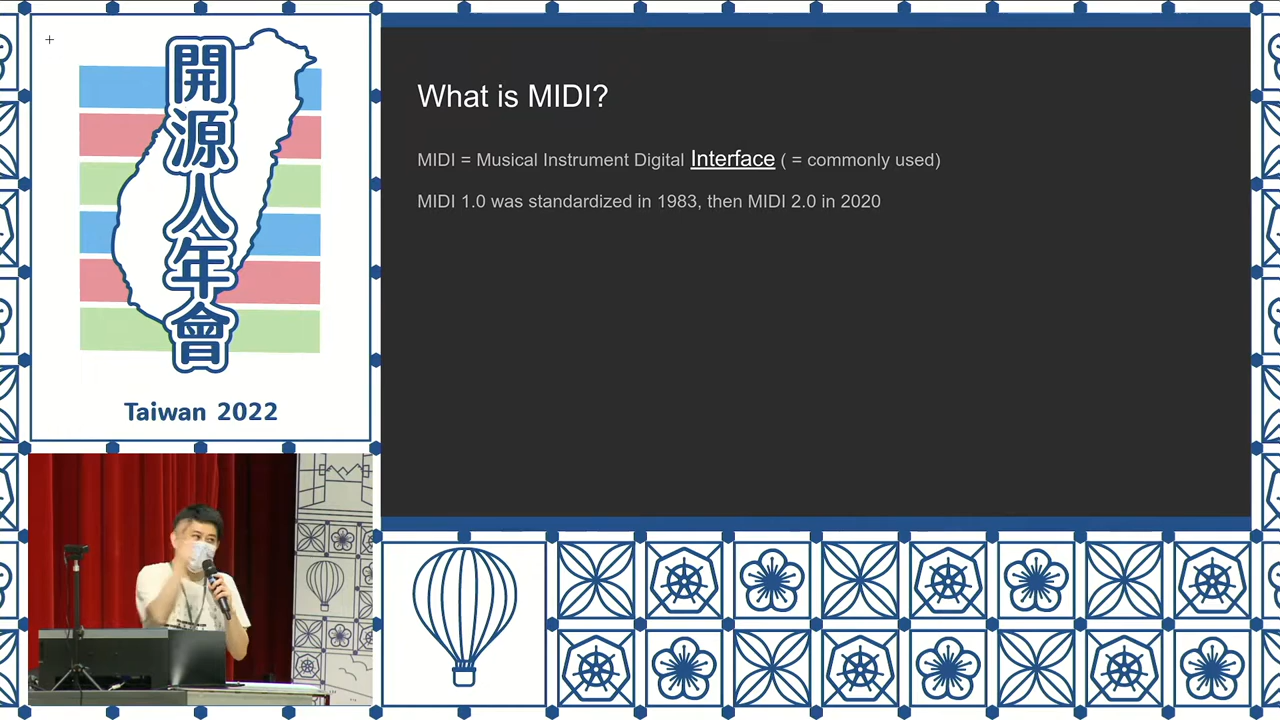 開源人年會
Taiwan 2022
What is MIDI?
MIDI = Musical Instrument Digital Interface ( = commonly used)
MIDI 1.0 was standardized in 1983, then MIDI 2.0 in 2020